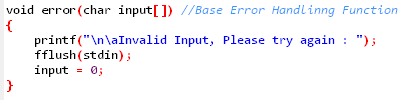 void error(char input[]) //Base Error Handlinng Function
{
printf("\n\aInvalid Input, Please try again : ");
fflush(stdin);
input = 0;
}